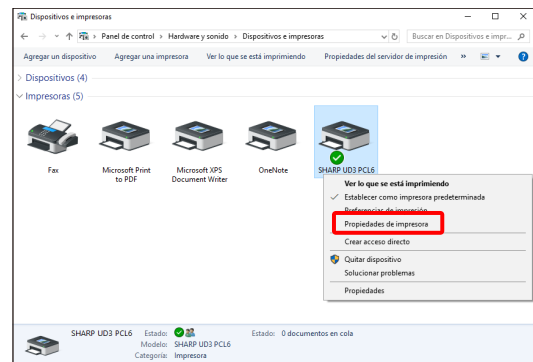 Dispositivos e impresoras
Panel de control > Hardware y sonido > Dispositivos e impresoras
Buscar en Dispositivos e impr...
Agregar un dispositivo Agregar una impresora Ver lo que se está imprimiendo Propiedades del servidor de impresión »
Dispositivos (4)
Impresoras (5)
Fax
Microsoft Print to PDF
Microsoft XPS Document Writer
OneNote
SHARP UD3 PCL6
Ver lo que se está imprimiendo
Establecer como impresora predeterminada
Preferencias de impresión
Propiedades de impresora
Crear acceso directo
Quitar dispositivo
Solucionar problemas
Propiedades
SHARP UD3 PCL6 Estado: Estado: 0 documentos en cola
Modelo: SHARP UD3 PCL6
Categoría: Impresora